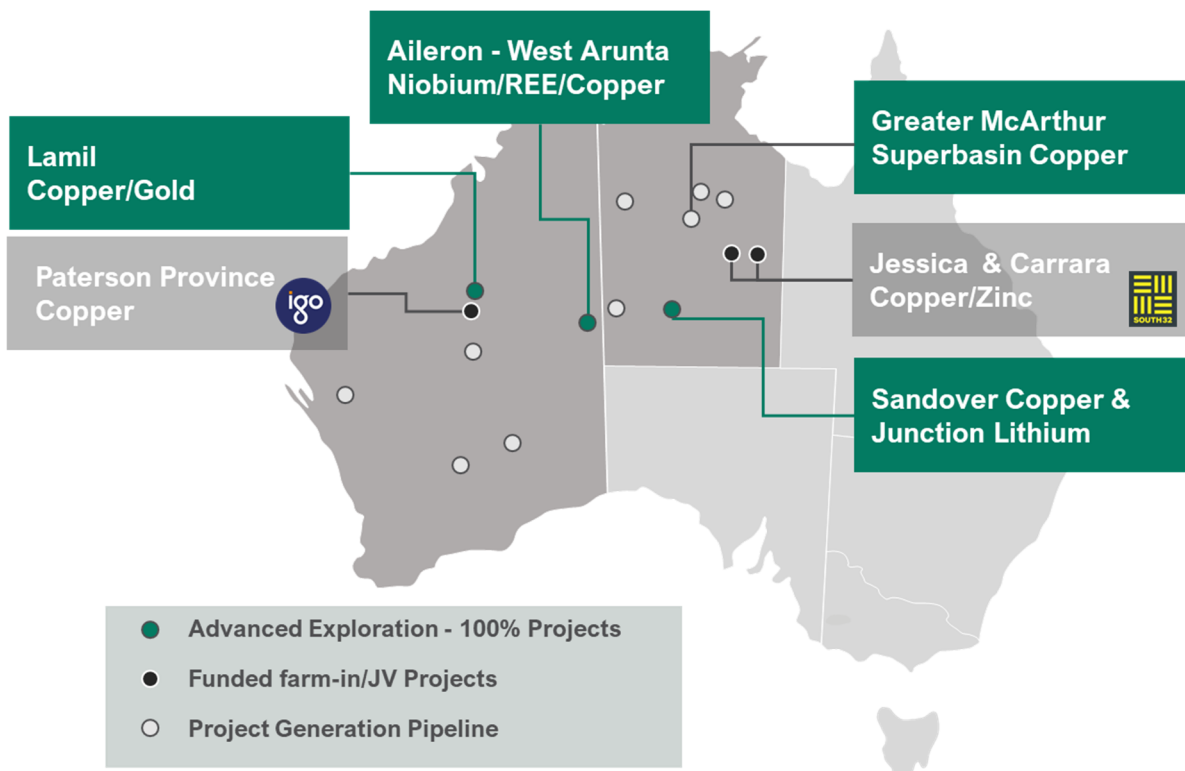 Aileron - West Arunta
Niobium/REE/Copper
Lamil
Copper/Gold
Greater McArthur
Superbasin Copper
Paterson Province
Copper
igo
Jessica & Carrara
Copper/Zinc
SOUTH32
Sandover Copper &
Junction Lithium
Advanced Exploration - 100% Projects
Funded farm-in/JV Projects
Project Generation Pipeline